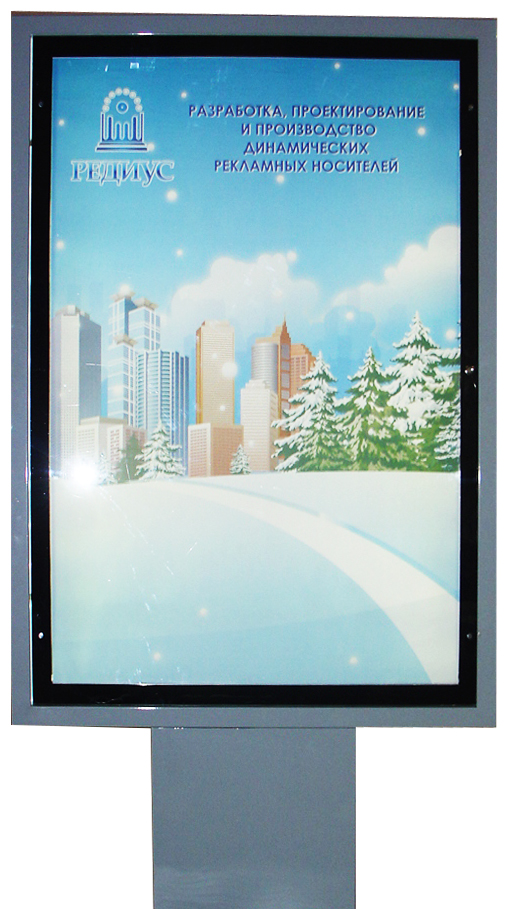 РЕДИУС
РАЗРАБОТКА, ПРОЕКТИРОВАНИЕ
И ПРОИЗВОДСТВО
ДИНАМИЧЕСКИХ
РЕКЛАМНЫХ НОСИТЕЛЕЙ